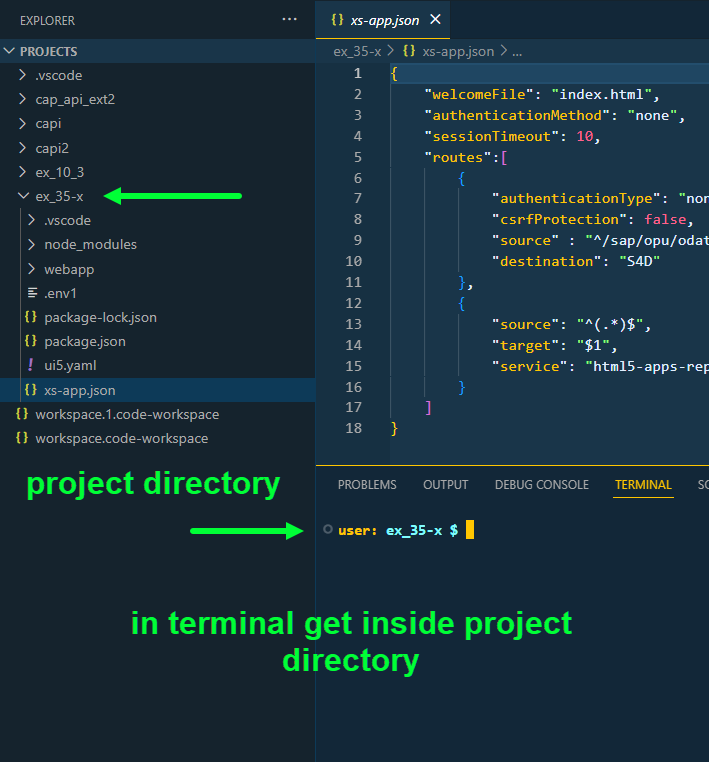 EXPLORER
PROJECTS
.vscode
cap_api_ext2
capi
capi2
ex_10_3
ex_35-x
.vscode
node_modules
webapp
.env1
package-lock.json
package.json
! ui5.yaml
{} xs-app.json
workspace.1.code-workspace
workspace.code-workspace
project directory
{} xs-app.json ×
ex_35-x > {} xs-app.json > ...
1 {
2 "welcomeFile": "index.html",
3 "authenticationMethod": "none",
4 "sessionTimeout": 10,
5 "routes":[
6 {
7 "authenticationType": "non
8 "csrfProtection": false,
9 "source" : "^/sap/opu/odat
10 "destination": "S4D"
11 },
12 {
13 "source": "^(.*)$",
14 "target": "$1",
15 "service": "html5-apps-rep
16 }
17 ]
18 }
PROBLEMS OUTPUT DEBUG CONSOLE TERMINAL
user: ex_35-x $
in terminal get inside project
directory